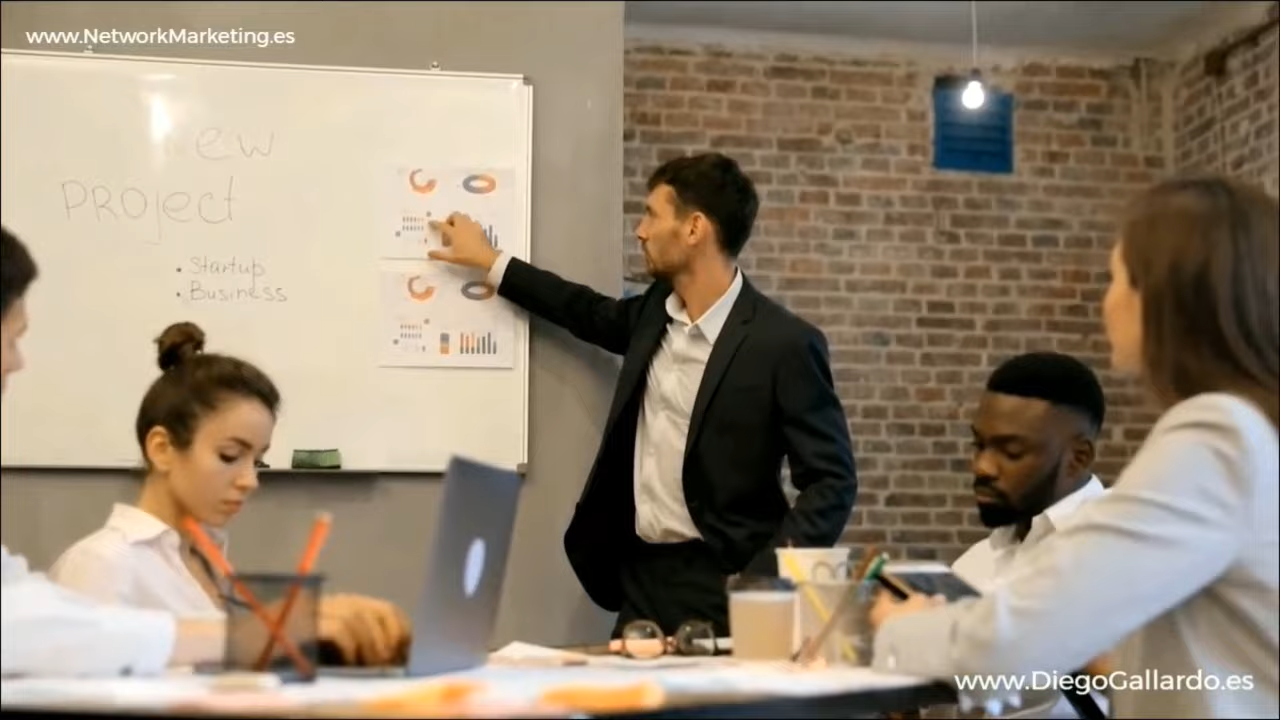 www.NetworkMarketing.es
ew
PROject
• Startup
• Business
www.DiegoGallardo.es